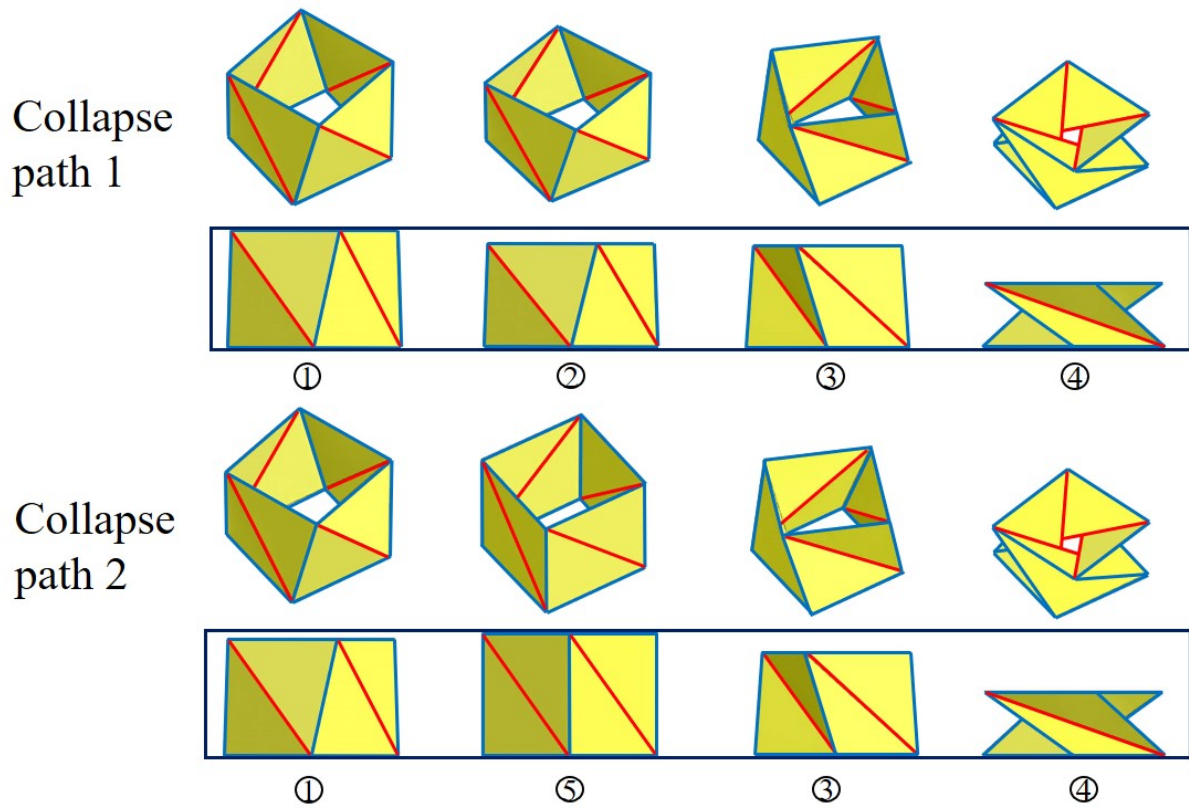 Collapse
path 1
① ② ③ ④
Collapse
path 2
① ⑤ ③ ④